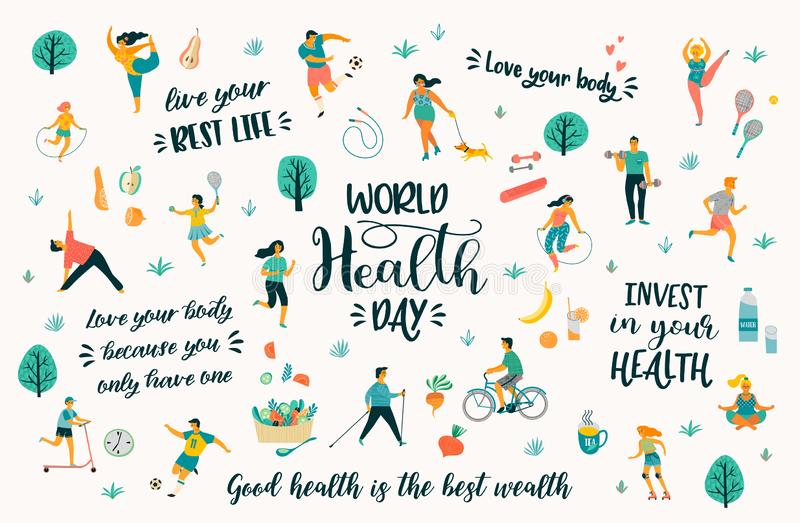 live your
BEST LIFE
Love your body
WORLD
Health
DAY
Love your body
because you
only have one
INVEST
in your
HEALTH
WATER
TEA
11
Good health is the best wealth